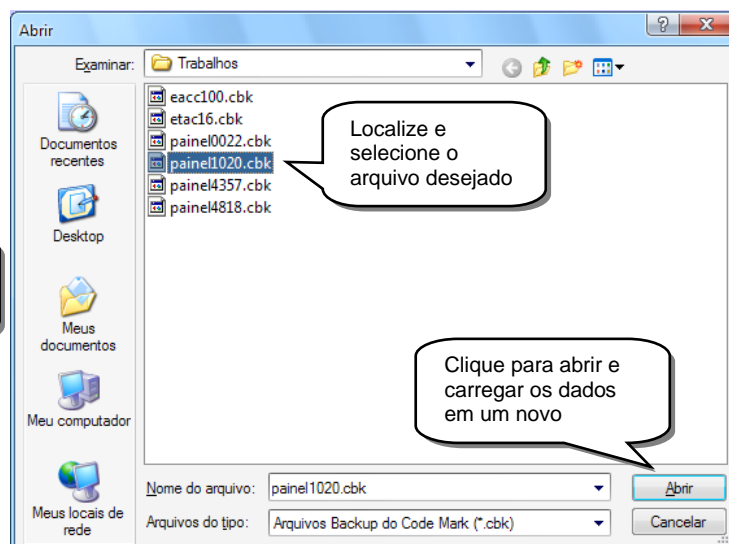 Abrir
Examinar:
Trabalhos
Documentos
recentes
Desktop
Meus
documentos
Meu computador
Meus locais de
rede
eacc100.cbk
etac16.cbk
painel0022.cbk
painel1020.cbk
painel4357.cbk
painel4818.cbk
Localize e
selecione o
arquivo desejado
Clique para abrir e
carregar os dados
em um novo
Nome do arquivo:
painel1020.cbk
Abrir
Arquivos do tipo:
Arquivos Backup do Code Mark (*.cbk)
Cancelar